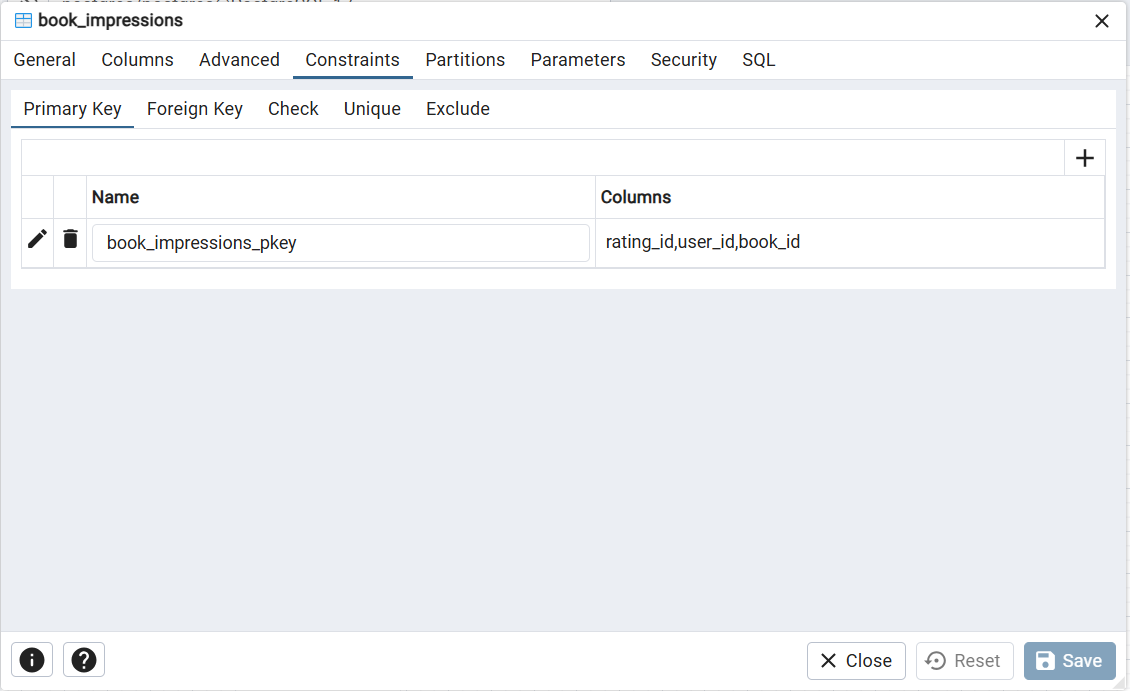 book_impressions
General Columns Advanced Constraints Partitions Parameters Security SQL
Primary Key Foreign Key Check Unique Exclude
Name Columns
book_impressions_pkey rating_id,user_id,book_id
Close Reset Save